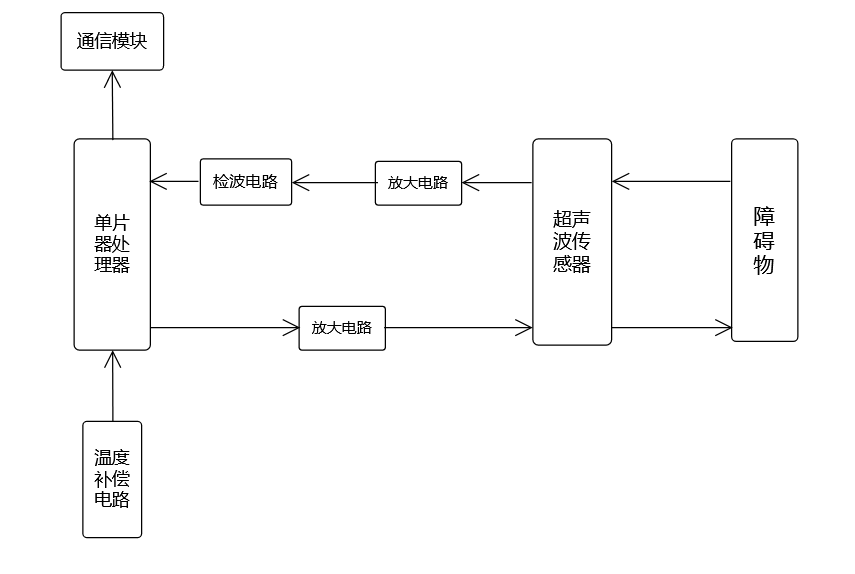 通信模块
检波电路
放大电路
单片
器处
理器
超声
波传
感器
障
碍
物
放大电路
温度
补偿
电路